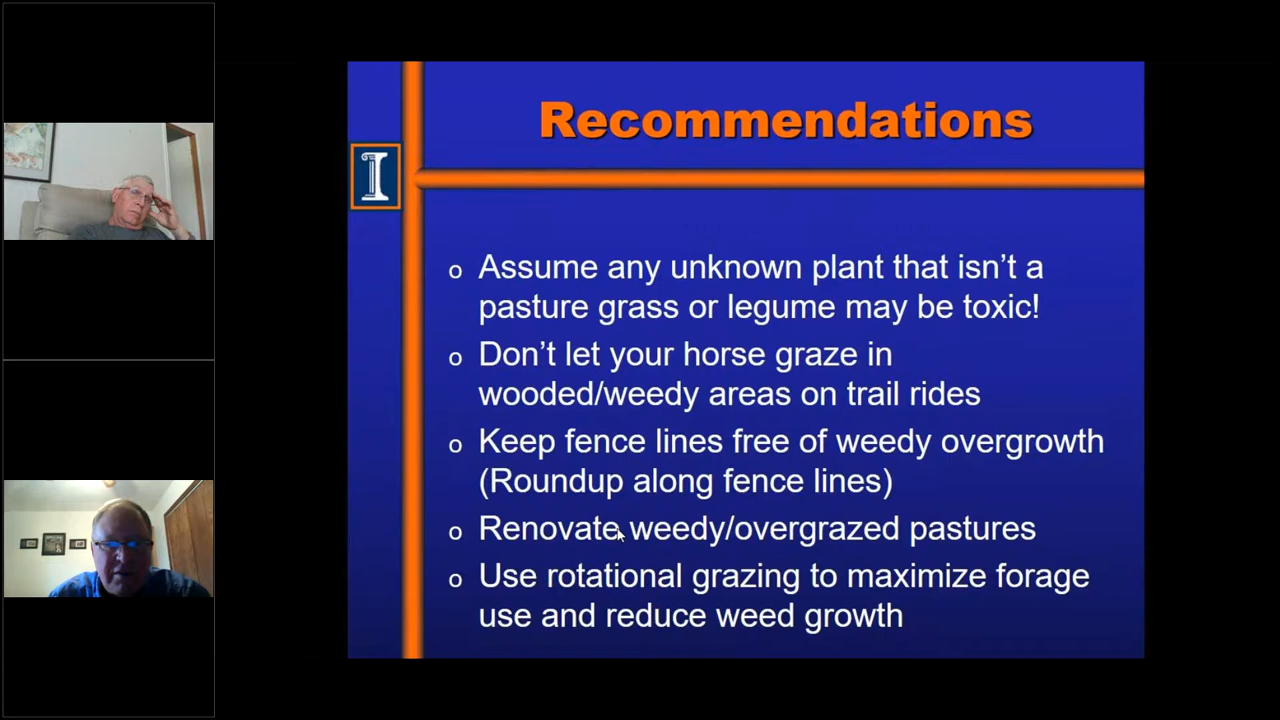 Recommendations
I
o Assume any unknown plant that isn't a
pasture grass or legume may be toxic!
o Don't let your horse graze in
wooded/weedy areas on trail rides
o Keep fence lines free of weedy overgrowth
(Roundup along fence lines)
o Renovate weedy/overgrazed pastures
o Use rotational grazing to maximize forage
use and reduce weed growth